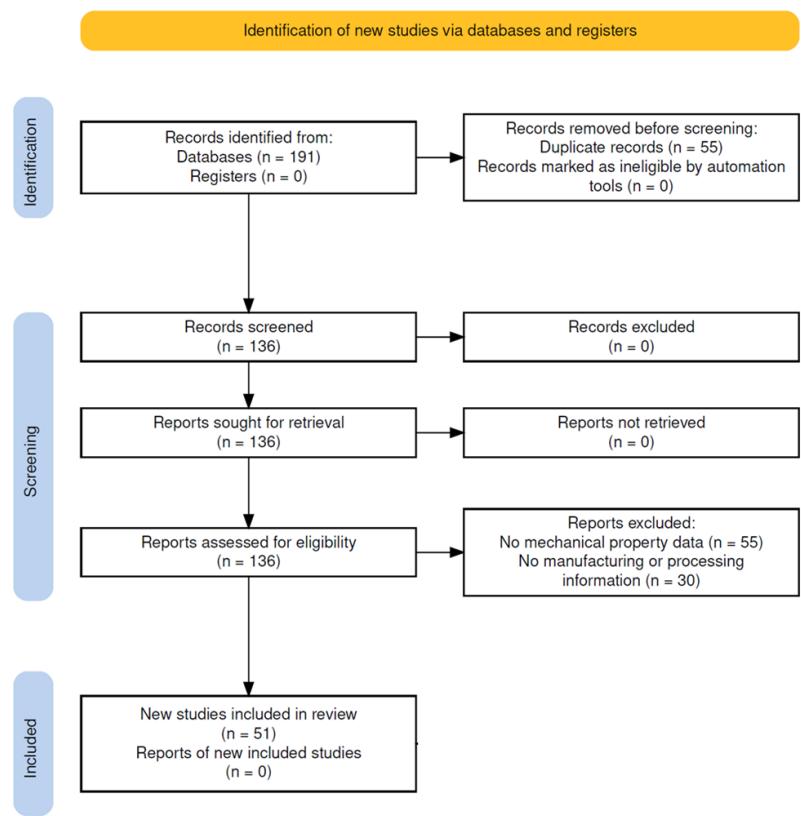 Identification of new studies via databases and registers
Identification
Records identified from:
Databases (n = 191)
Registers (n = 0)
Records removed before screening:
Duplicate records (n = 55)
Records marked as ineligible by automation
tools (n = 0)
Screening
Records screened
(n = 136)
Records excluded
(n = 0)
Reports sought for retrieval
(n = 136)
Reports not retrieved
(n = 0)
Reports assessed for eligibility
(n = 136)
Reports excluded:
No mechanical property data (n = 55)
No manufacturing or processing
information (n = 30)
Included
New studies included in review
(n = 51)
Reports of new included studies
(n = 0)